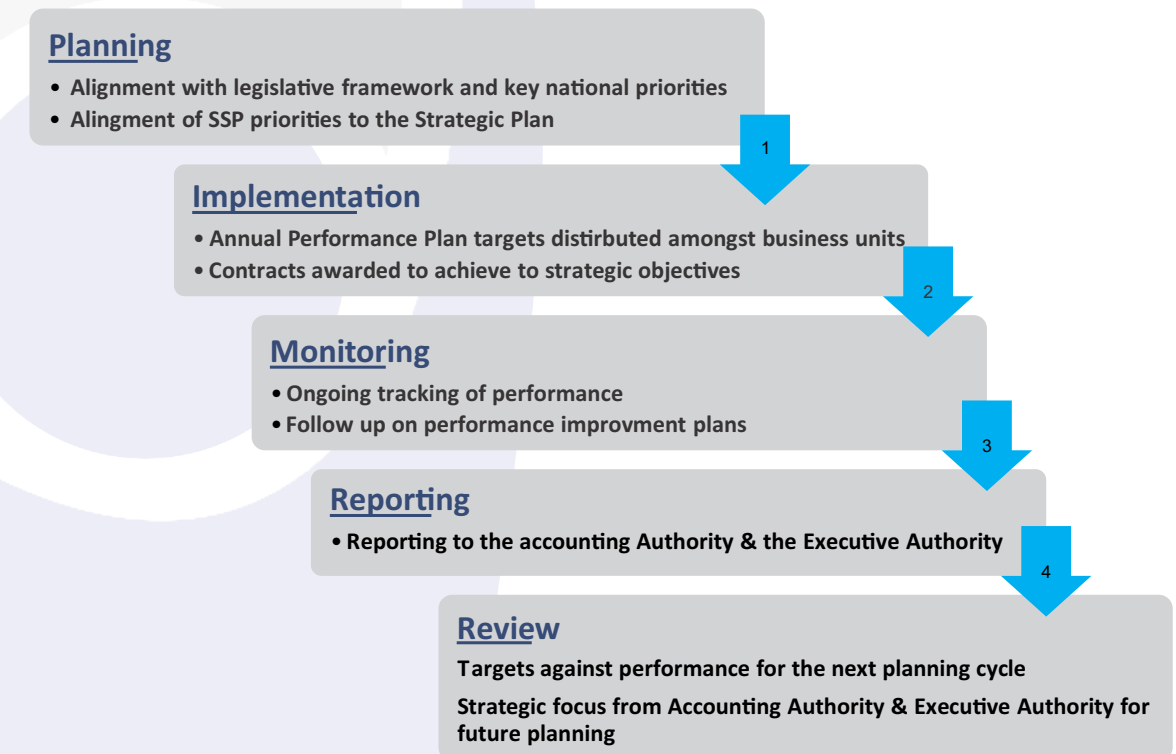 Planning
• Alignment with legislative framework and key national priorities
• Alingment of SSP priorities to the Strategic Plan
1
Implementation
• Annual Performance Plan targets distirbuted amongst business units
• Contracts awarded to achieve to strategic objectives
2
Monitoring
• Ongoing tracking of performance
• Follow up on performance improvment plans
3
Reporting
• Reporting to the accounting Authority & the Executive Authority
4
Review
Targets against performance for the next planning cycle
Strategic focus from Accounting Authority & Executive Authority for
future planning